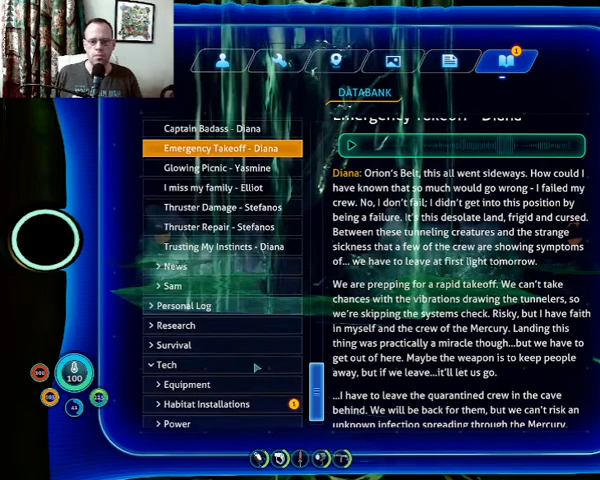 1
DATABANK
Emergency Takeoff - Diana
Captain Badass - Diana
Emergency Takeoff - Diana
Glowing Picnic - Yasmine
I miss my family - Elliot
Thruster Damage - Stefanos
Thruster Repair - Stefanos
Trusting My Instincts - Diana
News
Sam
Personal Log
Research
Survival
Tech
Equipment
Habitat Installations 1
Power
Diana: Orion's Belt, this all went sideways. How could I
have known that so much would go wrong - I failed my
crew. No, I don't fail; I didn't get into this position by
being a failure. It's this desolate land, frigid and cursed.
Between these tunneling creatures and the strange
sickness that a few of the crew are showing symptoms
of... we have to leave at first light tomorrow.
We are prepping for a rapid takeoff. We can't take
chances with the vibrations drawing the tunnelers, so
we're skipping the systems check. Risky, but I have faith
in myself and the crew of the Mercury. Landing this
thing was practically a miracle though...but we have to
get out of here. Maybe the weapon is to keep people
away, but if we leave...it'll let us go.
...I have to leave the quarantined crew in the cave
behind. We will be back for them, but we can't risk an
unknown infection spreading through the Mercury.
100